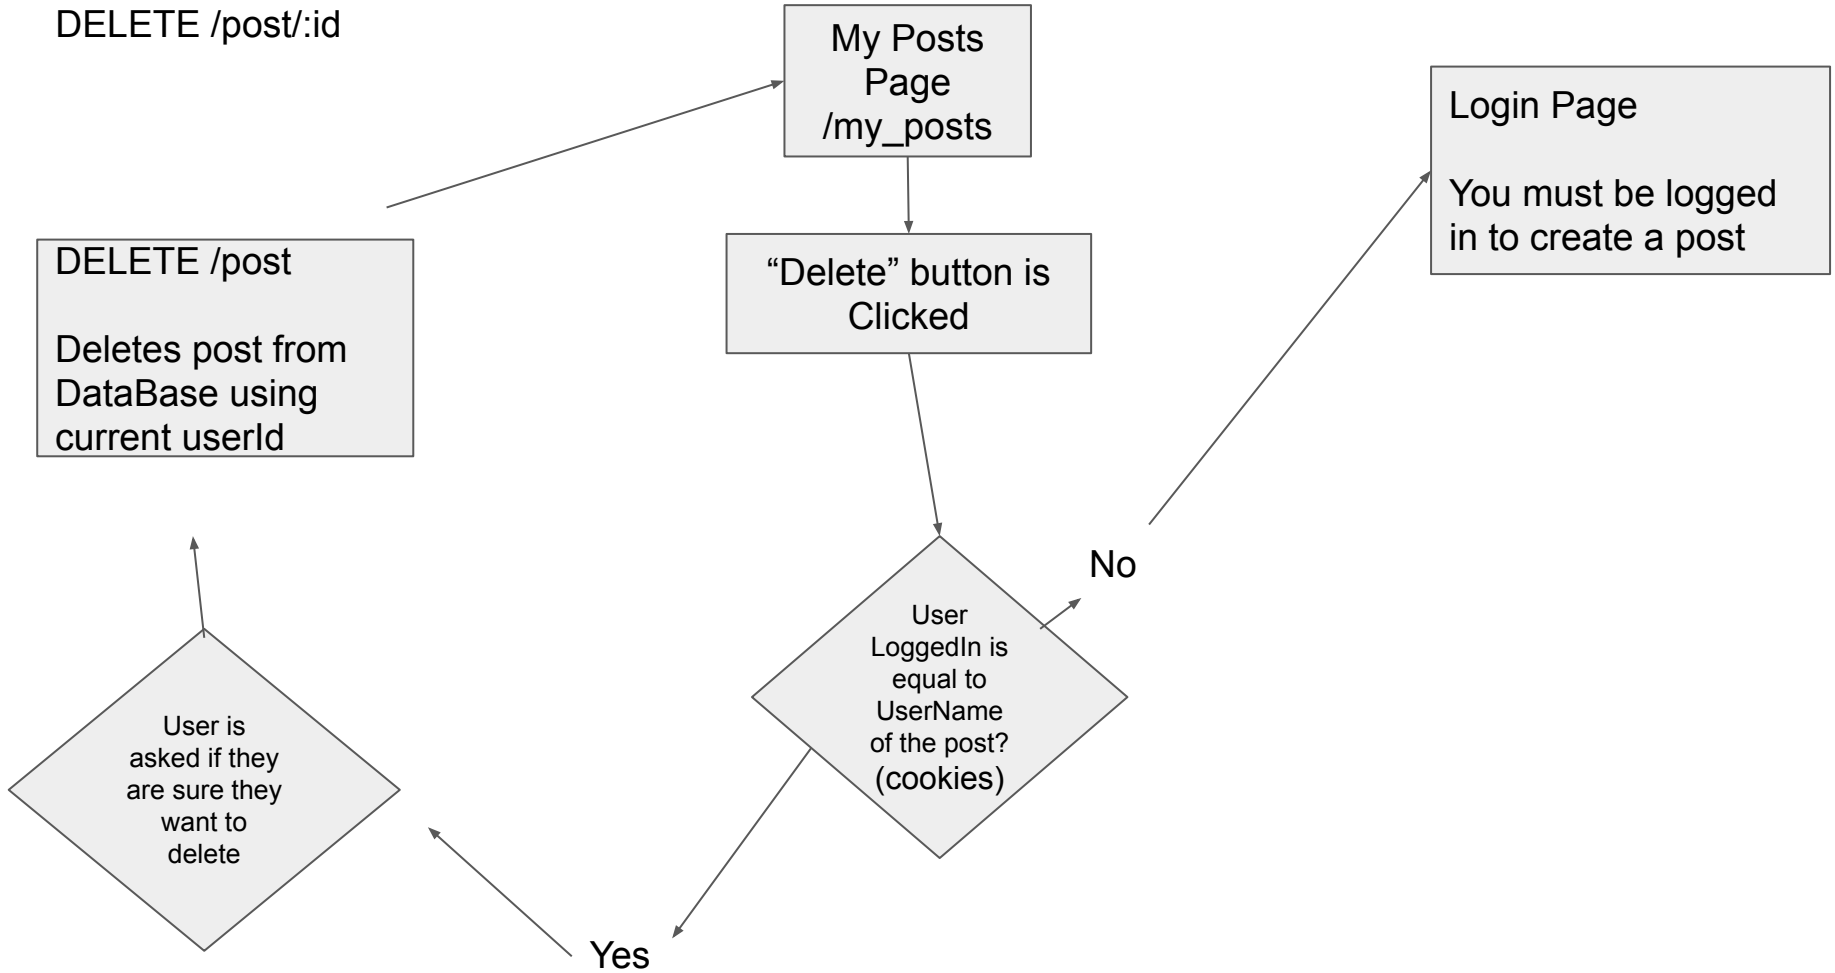 DELETE /post/:id
My Posts
Page
/my_posts
Login Page
You must be logged
in to create a post
DELETE /post
Deletes post from
DataBase using
current userId
“Delete” button is
Clicked
No
User
LoggedIn is
equal to
UserName
of the post?
(cookies)
User is
asked if they
are sure they
want to
delete
Yes